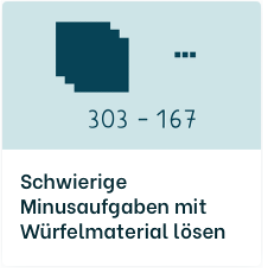 303 - 167
Schwierige
Minusaufgaben mit
Würfelmaterial lösen